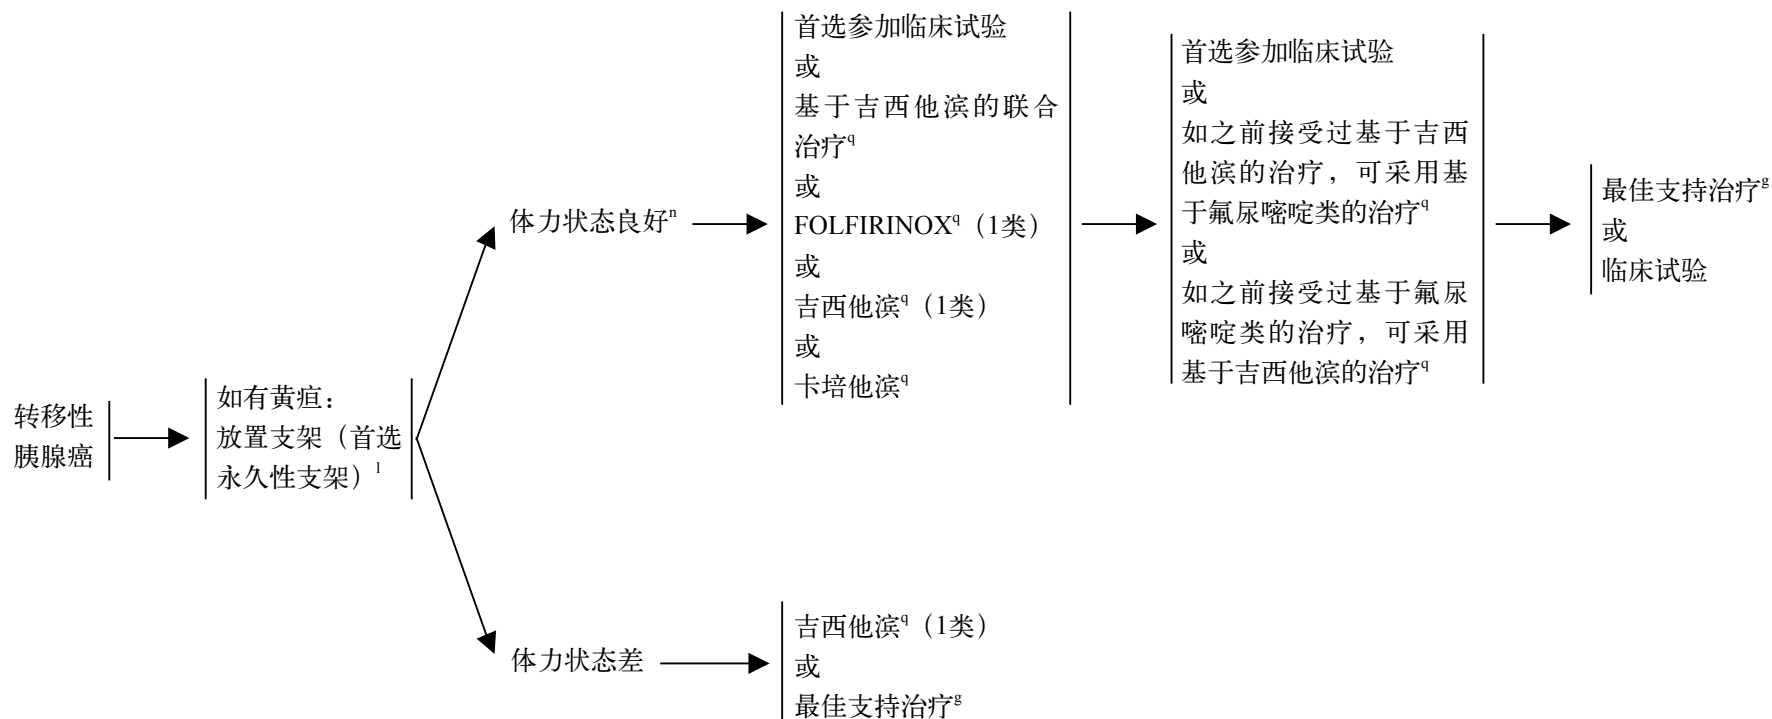 转移性
胰腺癌
如有黄疸：
放置支架（首选
永久性支架）l
体力状态良好n
首选参加临床试验
或
基于吉西他滨的联合
治疗q
或
FOLFIRINOXq（1类）
或
吉西他滨q（1类）
或
卡培他滨q
首选参加临床试验
或
如之前接受过基于吉西
他滨的治疗，可采用基
于氟尿嘧啶类的治疗q
或
如之前接受过基于氟尿
嘧啶类的治疗，可采用
基于吉西他滨的治疗q
最佳支持治疗g
或
临床试验
体力状态差
吉西他滨q（1类）
或
最佳支持治疗g